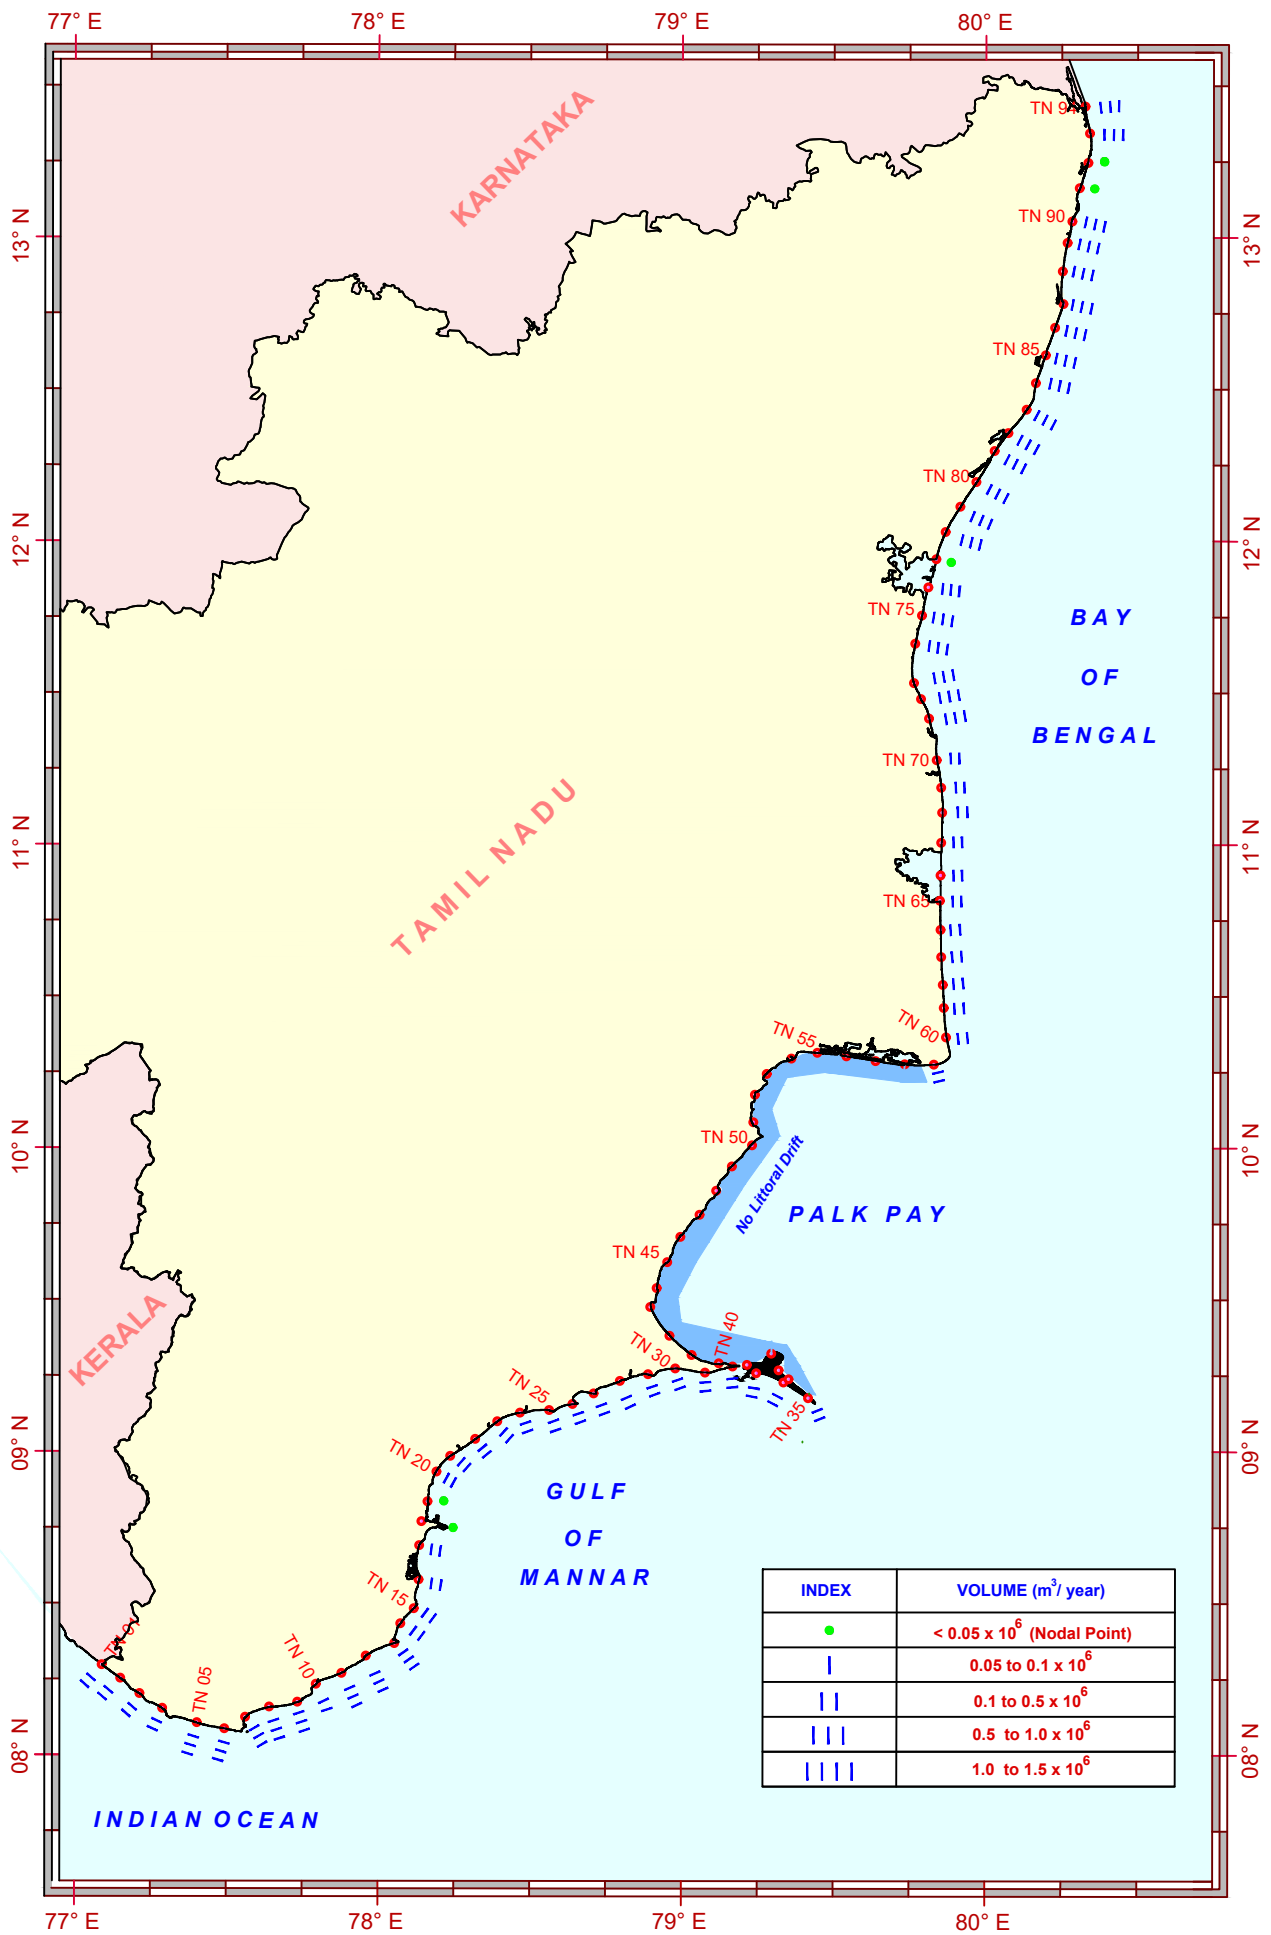 77° E
78° E
79° E
80° E
KARNATAKA
TN 94
TN 90
13° N
13° N
TN 85
TN 80
12° N
12° N
TN 75
BAY
OF
BENGAL
TN 70
TAMIL NADU
11° N
11° N
TN 65
TN 60
TN 55
TN 50
10° N
10° N
No Littoral Drift
PALK PAY
TN 45
TN 40
KERALA
TN 30
TN 25
TN 35
09° N
09° N
TN 20
GULF
OF
MANNAR
TN 15
TN 01
TN 10
TN 05
08° N
08° N
INDIAN OCEAN
INDEX VOLUME (m³/ year)
< 0.05 x 10⁶ (Nodal Point)
0.05 to 0.1 x 10⁶
0.1 to 0.5 x 10⁶
0.5 to 1.0 x 10⁶
1.0 to 1.5 x 10⁶
77° E
78° E
79° E
80° E